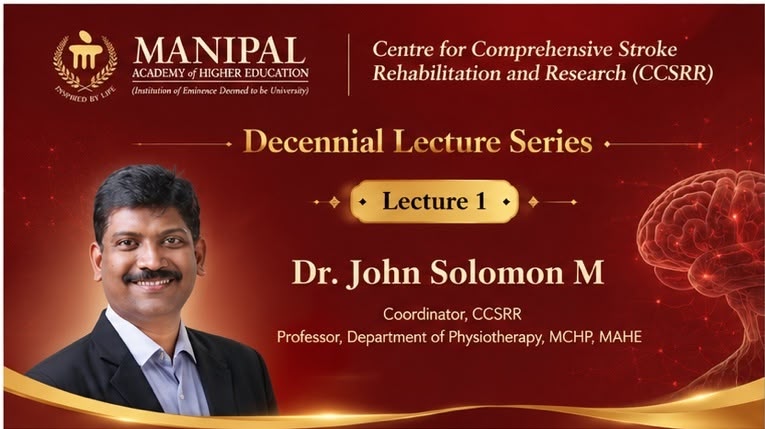 MANIPAL
ACADEMY of HIGHER EDUCATION
(Institution of Eminence Deemed to be University)
INSPIRED BY LIFE
Centre for Comprehensive Stroke
Rehabilitation and Research (CCSRR)
Decennial Lecture Series
Lecture 1
Dr. John Solomon M
Coordinator, CCSRR
Professor, Department of Physiotherapy, MCHP, MAHE